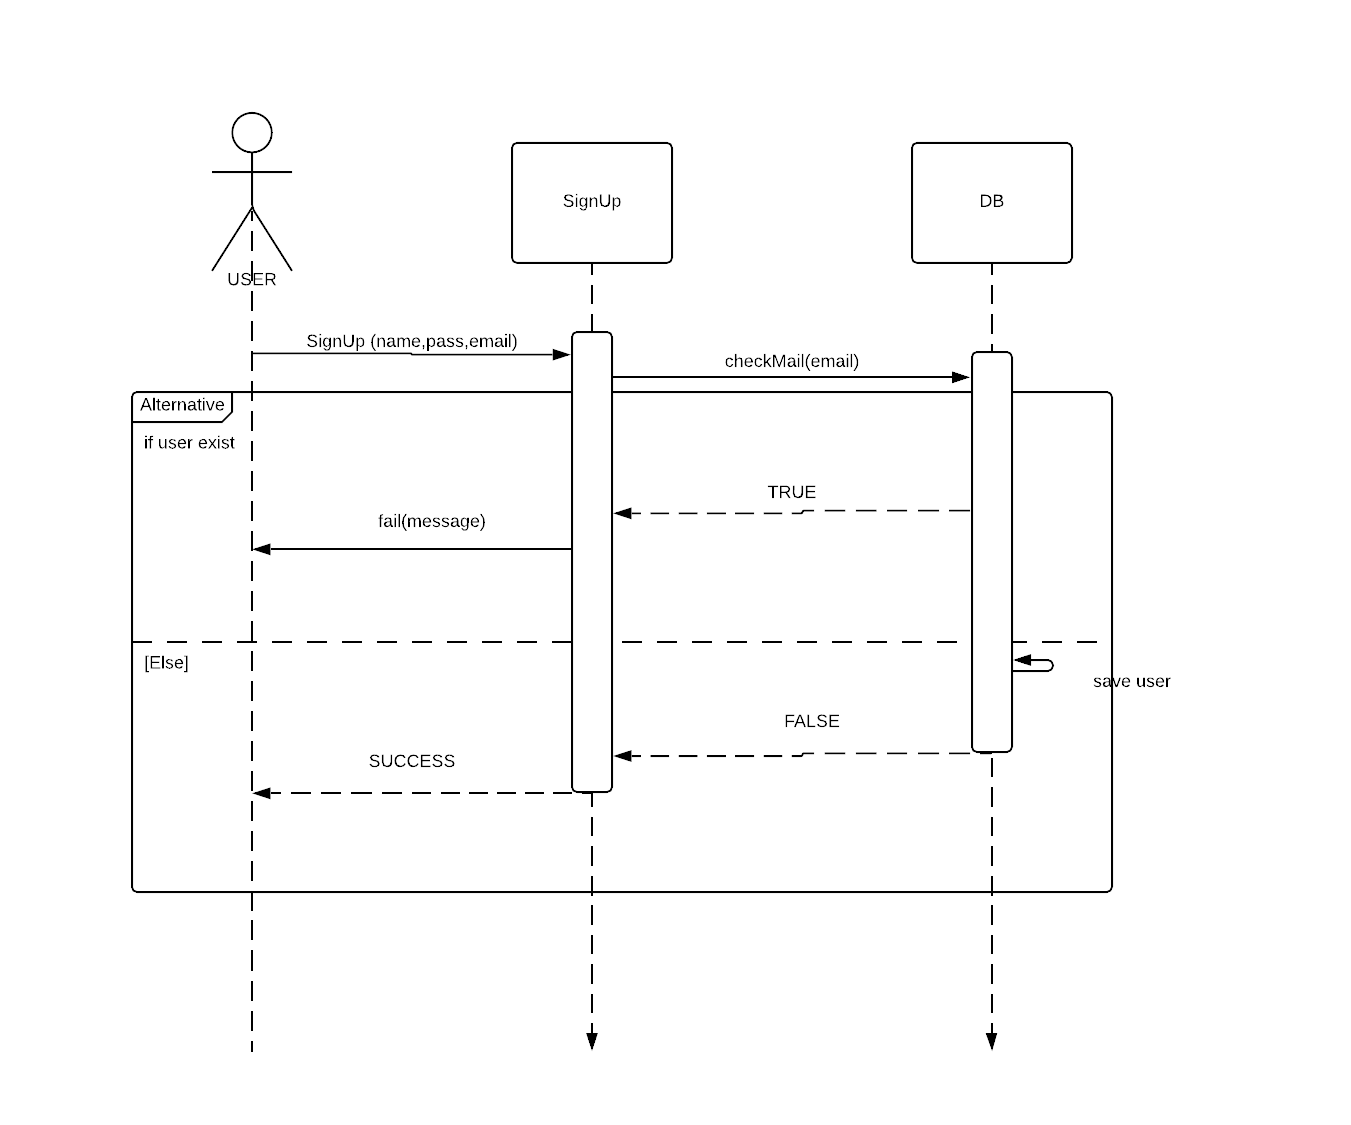 USER
SignUp
DB
SignUp (name,pass,email)
checkMail(email)
Alternative
if user exist
TRUE
fail(message)
[Else]
save user
FALSE
SUCCESS